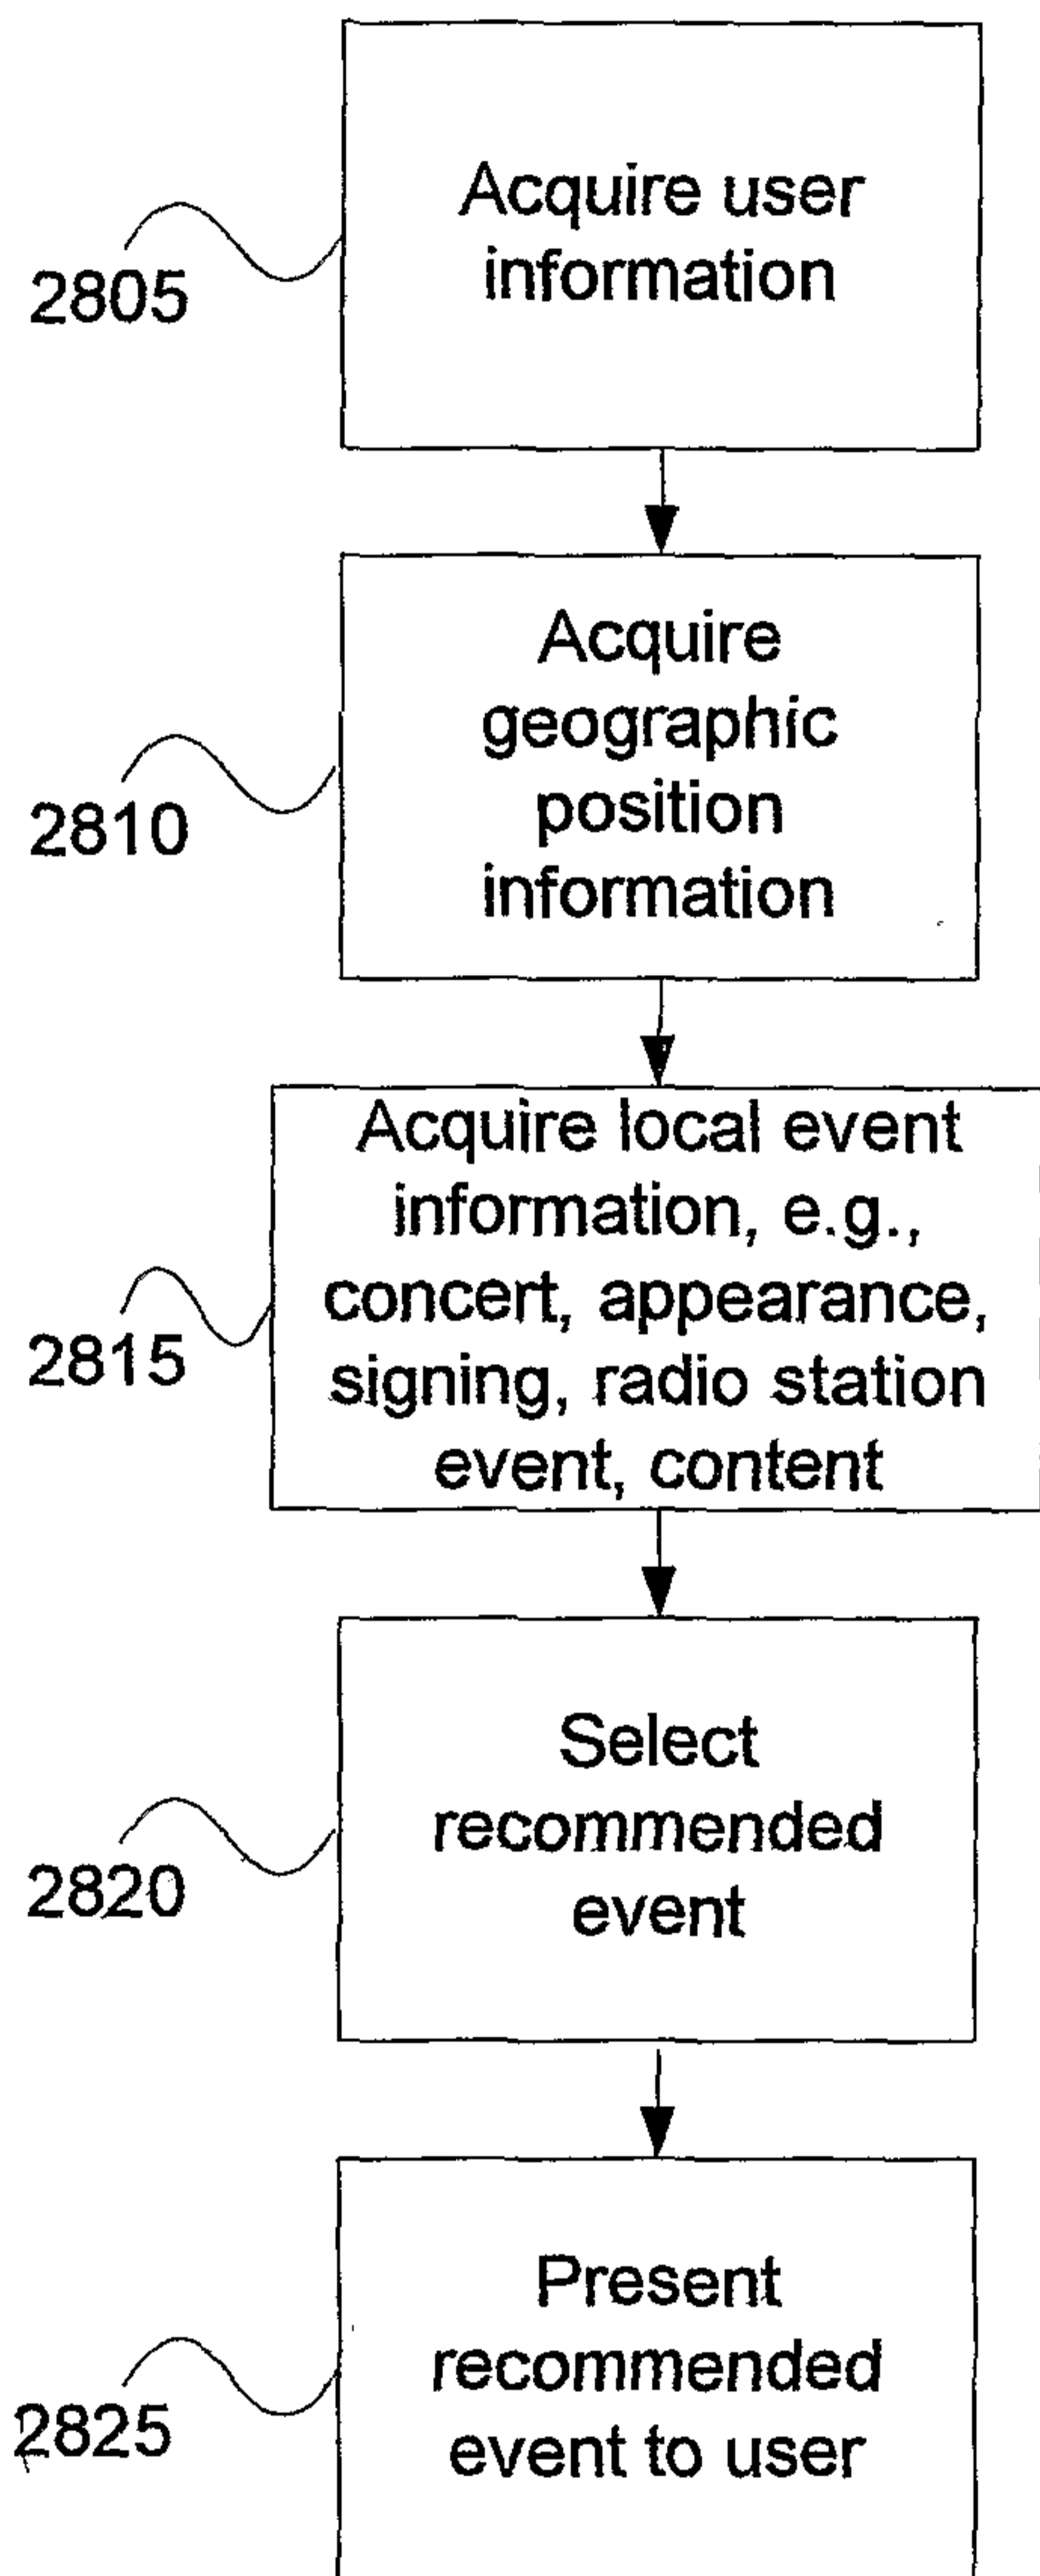 Acquire user
information
2805
Acquire
geographic
position
information
2810
Acquire local event
information, e.g.,
concert, appearance,
signing, radio station
event, content
2815
Select
recommended
event
2820
Present
recommended
event to user
2825